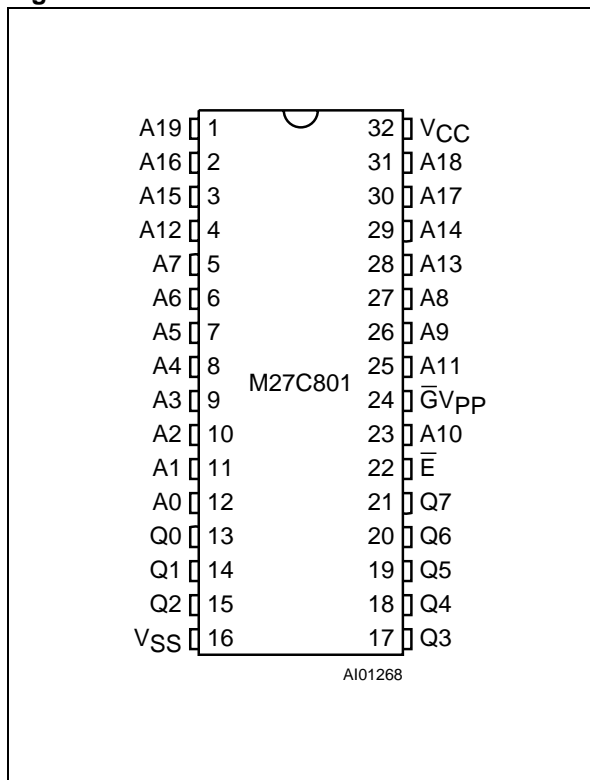 A19 1 32 VCC
A16 2 31 A18
A15 3 30 A17
A12 4 29 A14
A7 5 28 A13
A6 6 27 A8
A5 7 26 A9
A4 8 25 A11
M27C801
A3 9 24 G̅VPP
A2 10 23 A10
A1 11 22 E̅
A0 12 21 Q7
Q0 13 20 Q6
Q1 14 19 Q5
Q2 15 18 Q4
VSS 16 17 Q3
AI01268